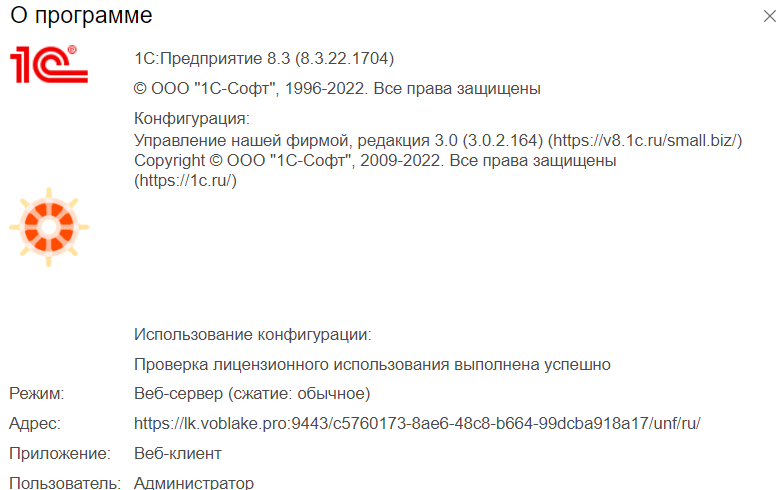 О программе
1С®
1С:Предприятие 8.3 (8.3.22.1704)
© ООО "1С-Софт", 1996-2022. Все права защищены
Конфигурация:
Управление нашей фирмой, редакция 3.0 (3.0.2.164) (https://v8.1c.ru/small.biz/)
Copyright © ООО "1С-Софт", 2009-2022. Все права защищены
(https://1c.ru/)
Использование конфигурации:
Проверка лицензионного использования выполнена успешно
Режим: Веб-сервер (сжатие: обычное)
Адрес: https://lk.voblake.pro:9443/c5760173-8ae6-48c8-b664-99dcba918a17/unf/ru/
Приложение: Веб-клиент
Пользователь: Администратор